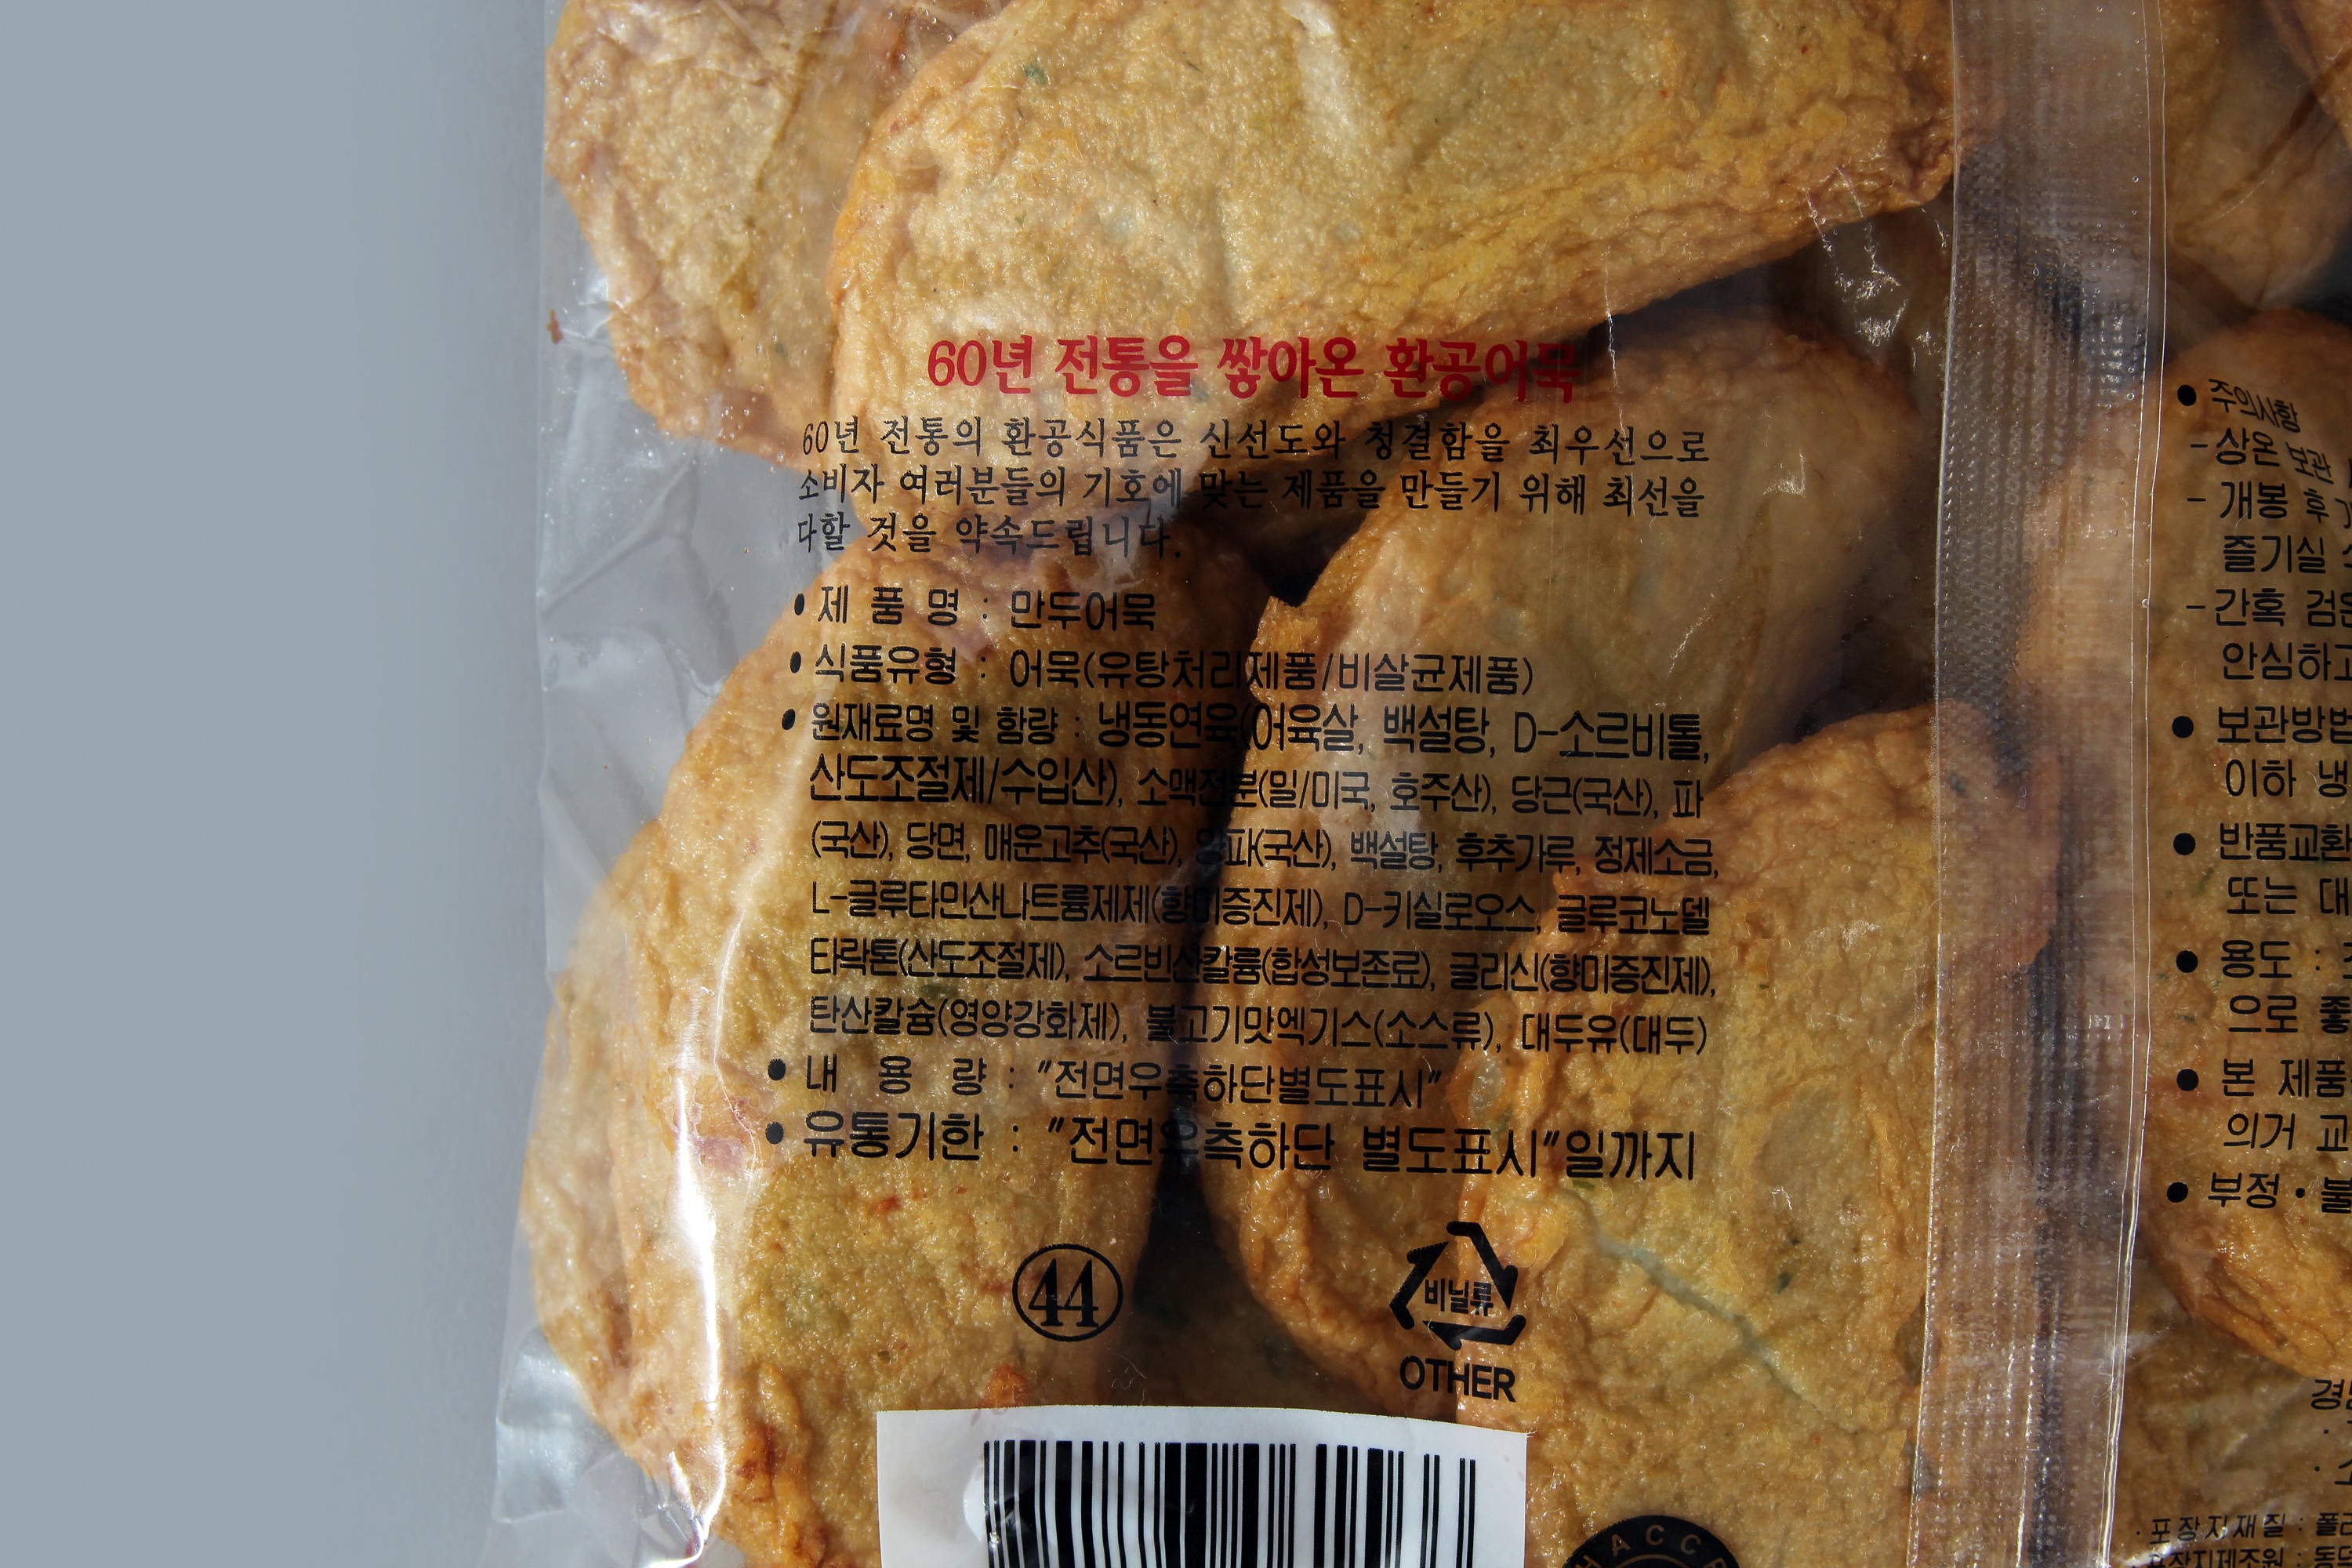 60년 전통을 쌓아온 환공어묵
60년 전통의 환공식품은 신선도와 청결함을 최우선으로
소비자 여러분들의 기호에 맞는 제품을 만들기 위해 최선을
다할 것을 약속드립니다.
• 제 품 명 : 만두어묵
• 식품유형 : 어묵(유탕처리제품/비살균제품)
• 원재료명 및 함량 : 냉동연육(어육살, 백설탕, D-소르비톨,
산도조절제/수입산), 소맥전분(밀/미국, 호주산), 당근(국산), 파
(국산), 당면, 매운고추(국산), 양파(국산), 백설탕, 후추가루, 정제소금,
L-글루타민산나트륨제제(향미증진제), D-키실로오스, 글루코노델
타락톤(산도조절제), 소르빈산칼륨(합성보존료), 글리신(향미증진제),
탄산칼슘(영양강화제), 불고기맛엑기스(소스류), 대두유(대두)
• 내 용 량 : "전면우측하단별도표시"
• 유통기한 : "전면우측하단 별도표시"일까지
44
비닐류
OTHER
HACCP
• 주의사항
- 상온 보관
- 개봉 후
즐기실
- 간혹 검은
안심하고
• 보관방법
이하 냉
• 반품교환
또는 대
• 용도 :
으로 좋
• 본 제품
의거 교
• 부정 • 불
· 포장지재질 : 폴리